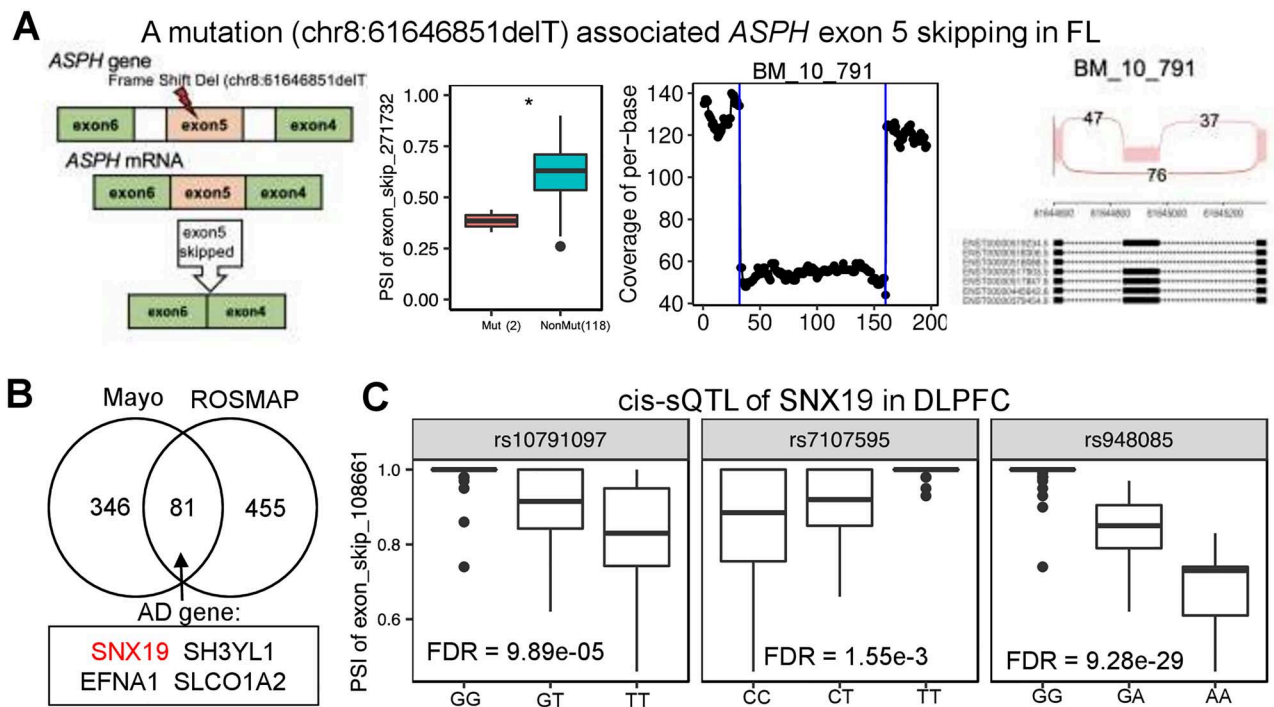 A
A mutation (chr8:61646851delT) associated ASPH exon 5 skipping in FL
ASPH gene
Frame Shift Del (chr8:61646851delT
exon6 exon5 exon4
ASPH mRNA
exon6 exon5 exon4
exon5
skipped
exon6 exon4
PSI of exon_skip_271732
1.00
0.75
0.50
0.25
0.00
*
Mut (2) NonMut(118)
BM_10_791
Coverage of per-base
140
120
100
80
60
40
0 50 100 150 200
BM_10_791
47 37
76
B
Mayo ROSMAP
346 81 455
AD gene:
SNX19 SH3YL1
EFNA1 SLCO1A2
C
cis-sQTL of SNX19 in DLPFC
rs10791097 rs7107595 rs948085
PSI of exon_skip_108661
1.0
0.8
0.6
FDR = 9.89e-05 FDR = 1.55e-3 FDR = 9.28e-29
GG GT TT CC CT TT GG GA AA